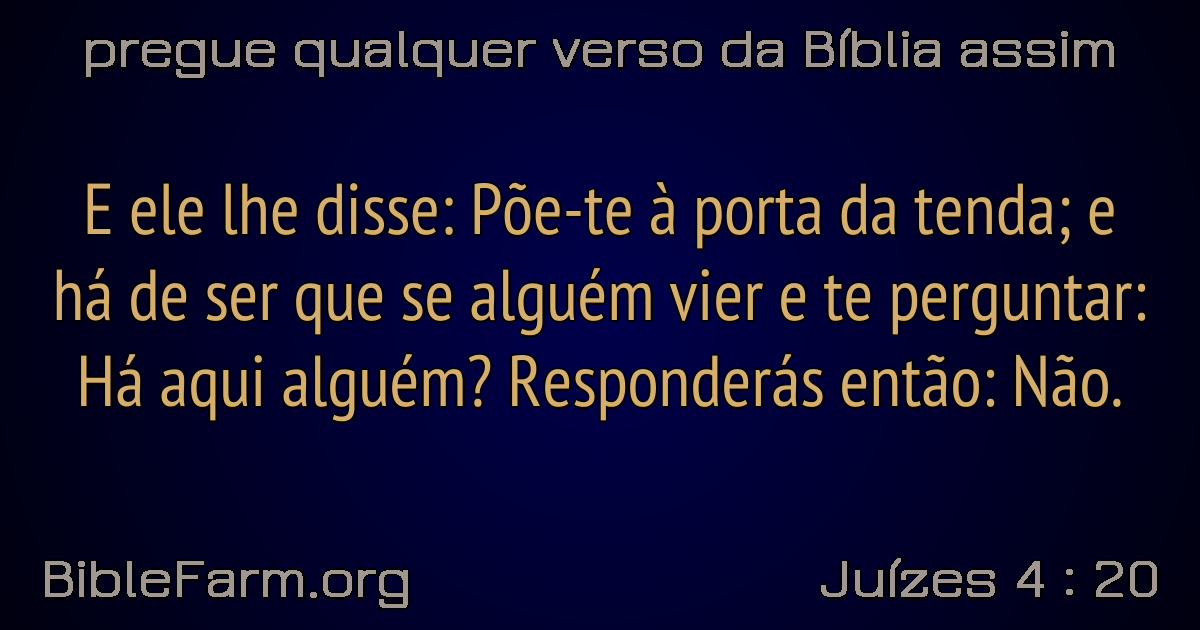 pregue qualquer verso da Bíblia assim
E ele lhe disse: Põe-te à porta da tenda; e
há de ser que se alguém vier e te perguntar:
Há aqui alguém? Responderás então: Não.
BibleFarm.org
Juízes 4 : 20